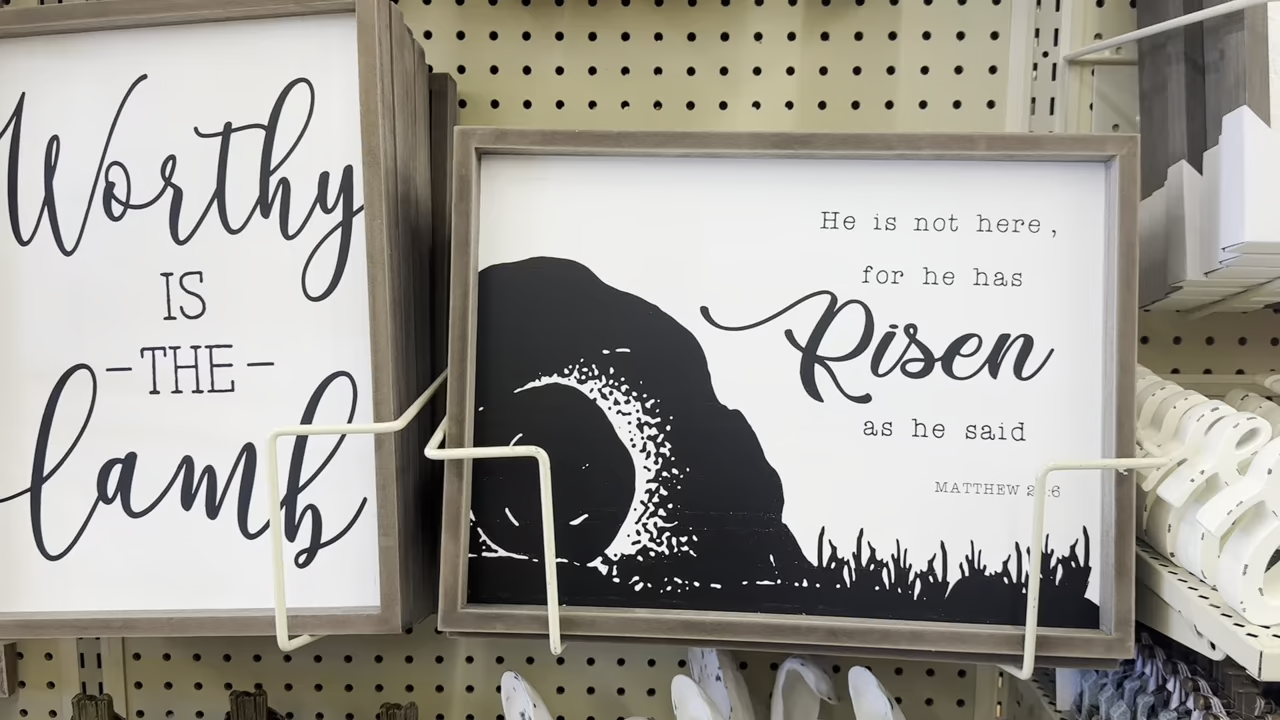 Worthy
IS
-THE-
lamb
He is not here,
for he has
Risen
as he said
MATTHEW